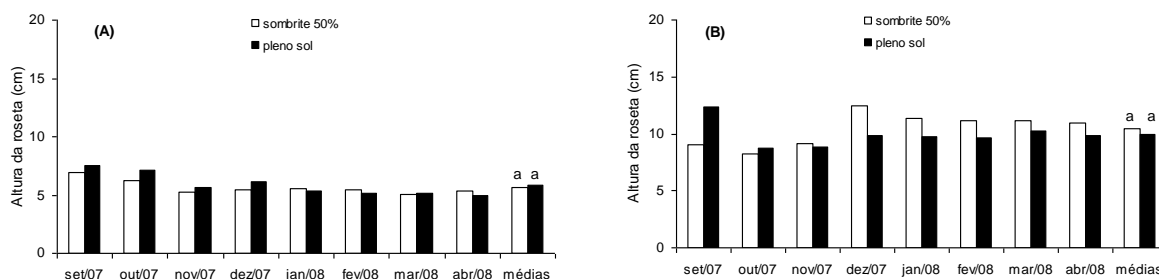 (A)
sombrite 50%
pleno sol
Altura da roseta (cm)
20
15
10
5
0
a a
set/07 out/07 nov/07 dez/07 jan/08 fev/08 mar/08 abr/08 médias
(B)
sombrite 50%
pleno sol
Altura da roseta (cm)
20
15
10
5
0
a a
set/07 out/07 nov/07 dez/07 jan/08 fev/08 mar/08 abr/08 médias